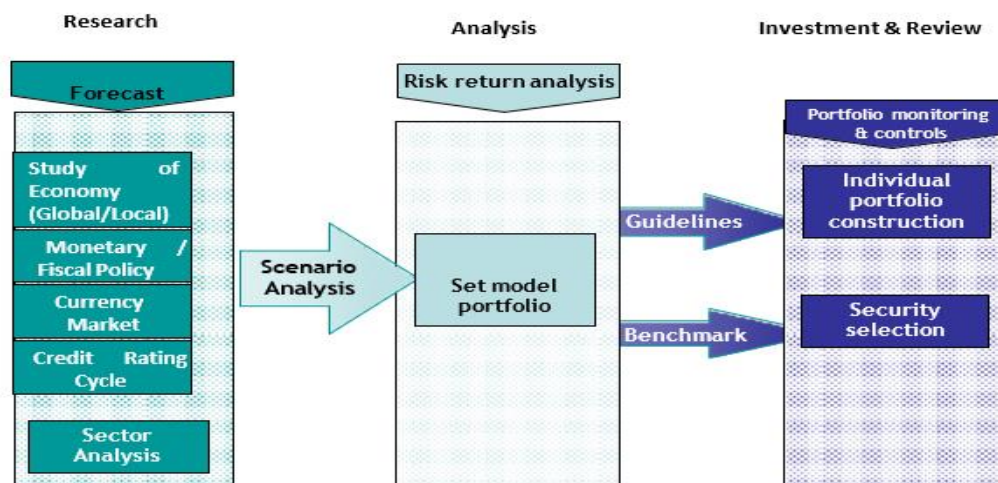 Research
Analysis
Investment & Review
Forecast
Study of
Economy
(Global/Local)
Monetary /
Fiscal Policy
Currency
Market
Credit Rating
Cycle
Sector
Analysis
Scenario
Analysis
Risk return analysis
Set model
portfolio
Guidelines
Benchmark
Portfolio monitoring
& controls
Individual
portfolio
construction
Security
selection